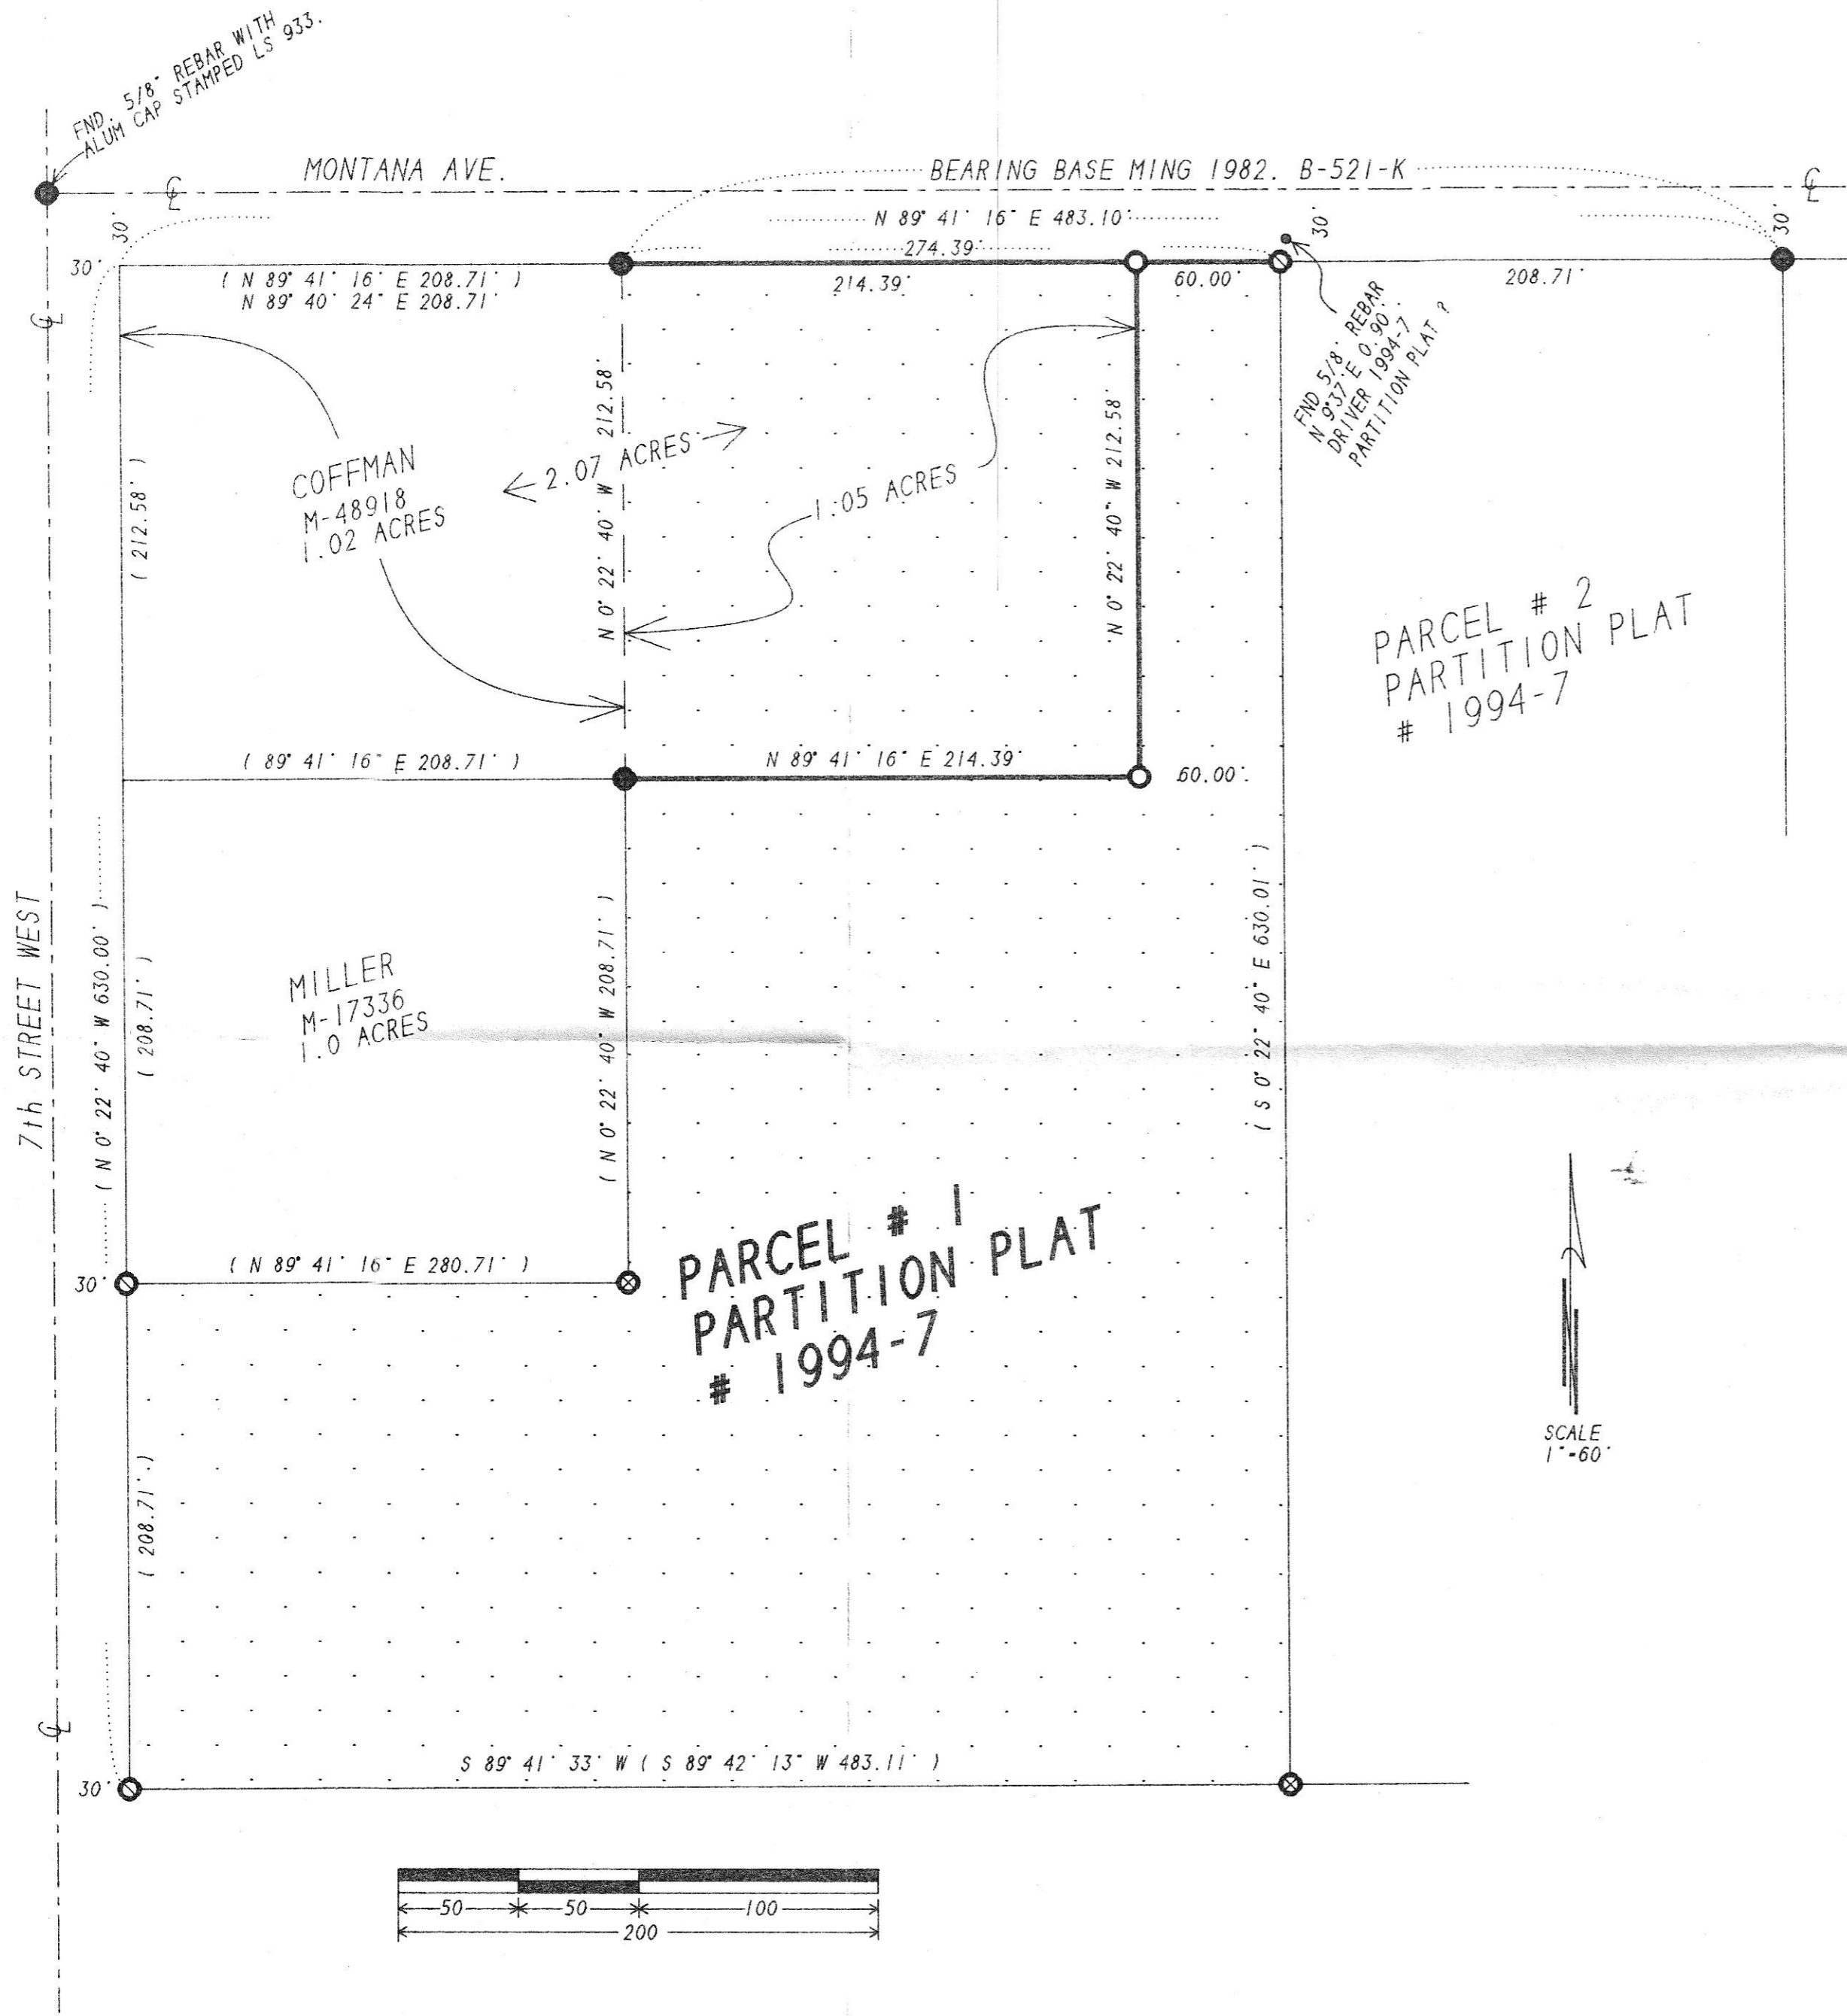 FND. 5/8" REBAR WITH
ALUM CAP STAMPED LS 933.
MONTANA AVE.
BEARING BASE MING 1982. B-521-K
N 89° 41' 16" E 483.10'
30'
30'
30'
274.39'
30'
( N 89° 41' 16" E 208.71' )
N 89° 40' 24" E 208.71'
214.39'
60.00'
208.71'
FND 5/8" REBAR
N 9°37' E 0.90'
DRIVER 1994-7
PARTITION PLAT ?
( 212.58' )
COFFMAN
M-48918
1.02 ACRES
N 0° 22' 40" W 212.58'
2.07 ACRES
1.05 ACRES
N 0° 22' 40" W 212.58'
PARCEL # 2
PARTITION PLAT
# 1994-7
( 89° 41' 16" E 208.71' )
N 89° 41' 16" E 214.39'
60.00'
7th STREET WEST
( N 0° 22' 40" W 630.00' )
( 208.71' )
MILLER
M-17336
1.0 ACRES
( N 0° 22' 40" W 208.71' )
( S 0° 22' 40" E 630.01' )
30'
( N 89° 41' 16" E 280.71' )
PARCEL # 1
PARTITION PLAT
# 1994-7
SCALE
1"=60'
( 208.71' )
S 89° 41' 33" W ( S 89° 42' 13" W 483.11' )
30'
50
50
100
200